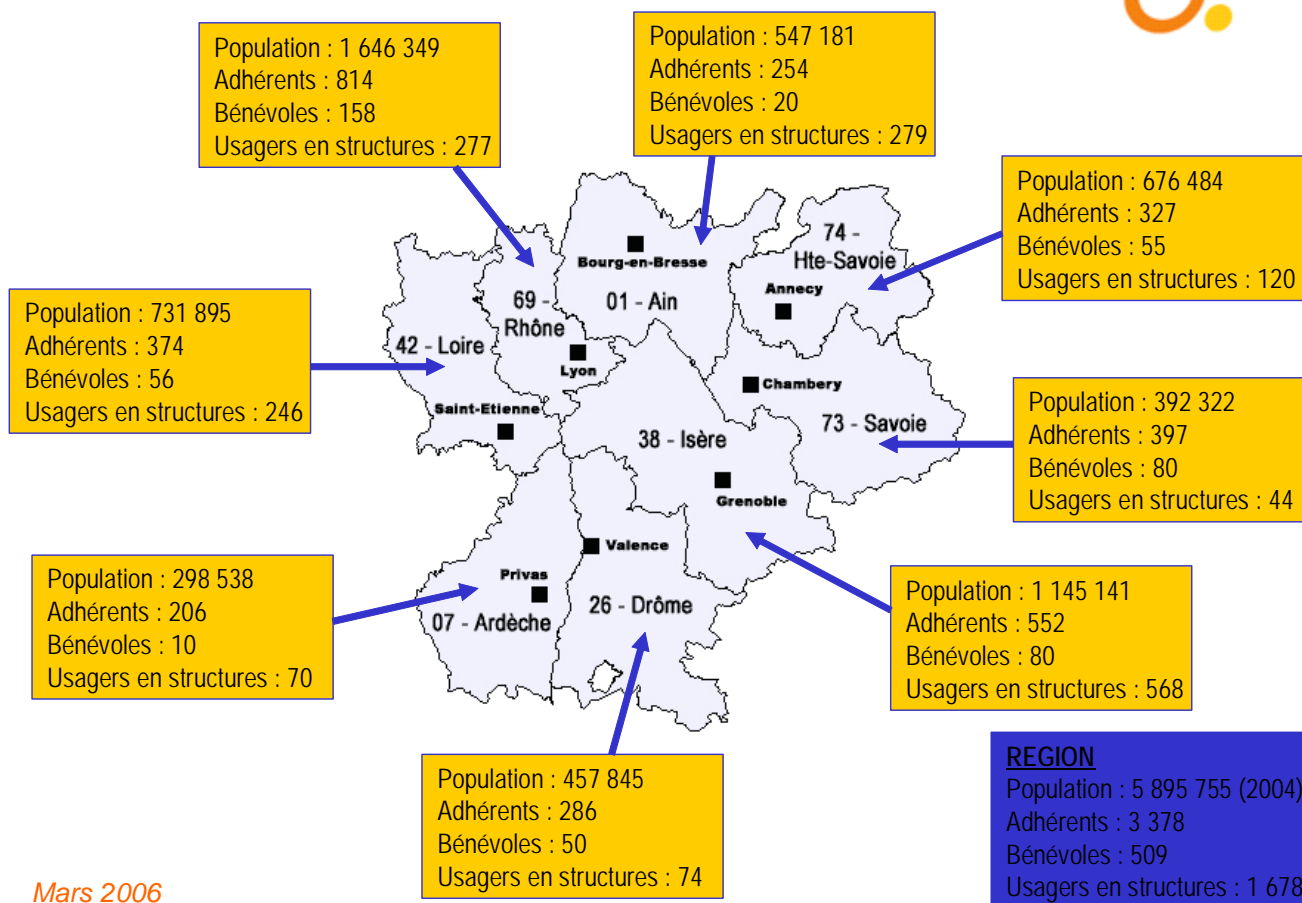 Population : 1 646 349
Adhérents : 814
Bénévoles : 158
Usagers en structures : 277
Population : 547 181
Adhérents : 254
Bénévoles : 20
Usagers en structures : 279
Population : 676 484
Adhérents : 327
Bénévoles : 55
Usagers en structures : 120
Population : 731 895
Adhérents : 374
Bénévoles : 56
Usagers en structures : 246
Population : 392 322
Adhérents : 397
Bénévoles : 80
Usagers en structures : 44
Population : 298 538
Adhérents : 206
Bénévoles : 10
Usagers en structures : 70
Population : 1 145 141
Adhérents : 552
Bénévoles : 80
Usagers en structures : 568
Population : 457 845
Adhérents : 286
Bénévoles : 50
Usagers en structures : 74
74 -
Hte-Savoie
Annecy
Bourg-en-Bresse
01 - Ain
69 -
Rhône
Lyon
42 - Loire
Saint-Etienne
Chambery
73 - Savoie
38 - Isère
Grenoble
Valence
26 - Drôme
Privas
07 - Ardèche
REGION
Population : 5 895 755 (2004)
Adhérents : 3 378
Bénévoles : 509
Usagers en structures : 1 678
Mars 2006